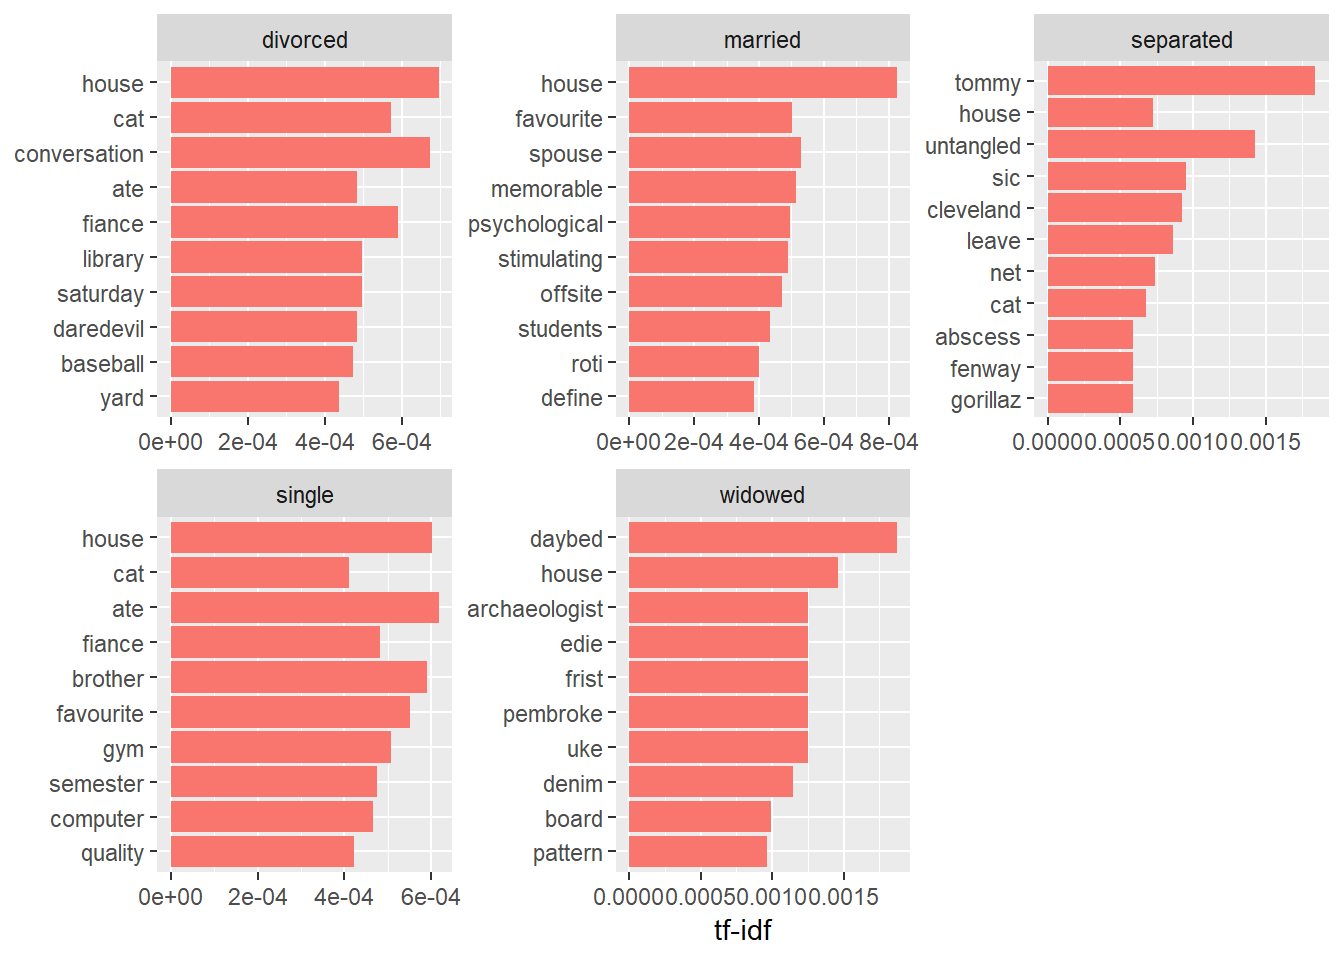 divorced
house
cat
conversation
ate
fiance
library
saturday
daredevil
baseball
yard
0e+00 2e-04 4e-04 6e-04
married
house
favourite
spouse
memorable
psychological
stimulating
offsite
students
roti
define
0e+00 2e-04 4e-04 6e-04 8e-04
separated
tommy
house
untangled
sic
cleveland
leave
net
cat
abscess
fenway
gorillaz
0.0000 0.0005 0.0010 0.0015
single
house
cat
ate
fiance
brother
favourite
gym
semester
computer
quality
0e+00 2e-04 4e-04 6e-04
widowed
daybed
house
archaeologist
edie
frist
pembroke
uke
denim
board
pattern
0.0000 0.0005 0.0010 0.0015
tf-idf